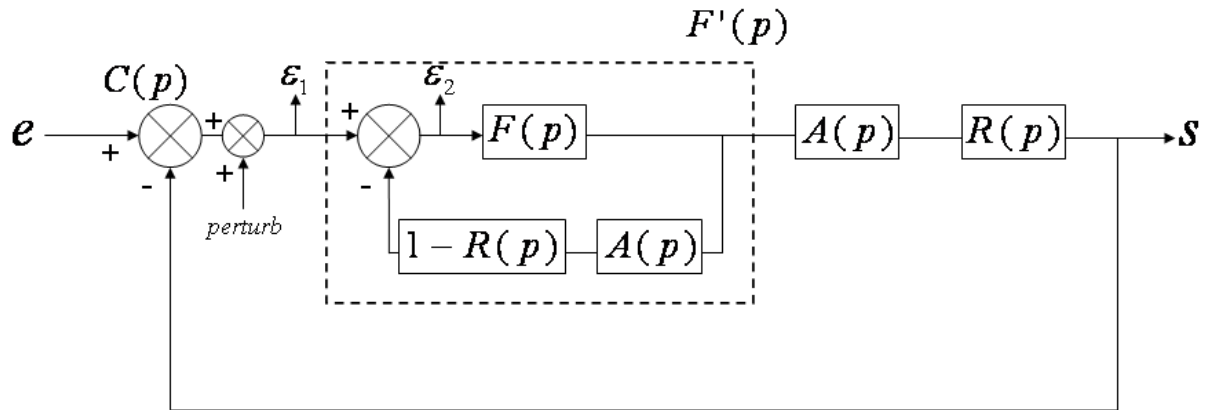 F'(p)
C(p)
ε₁
ε₂
e
+
-
+
+
perturb
+
-
F(p)
A(p)
R(p)
s
1 − R(p)
A(p)